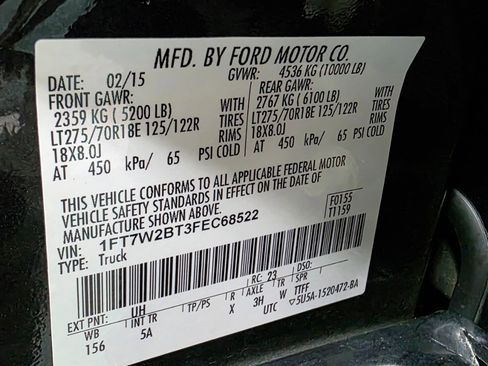 MFD. BY FORD MOTOR CO.
DATE: 02/15 GVWR: 4536 KG (10000 LB)
FRONT GAWR: REAR GAWR:
2359 KG (5200 LB) WITH 2767 KG (6100 LB) WITH
LT275/70R18E 125/122R TIRES LT275/70R18E 125/122R TIRES
18X8.0J RIMS 18X8.0J RIMS
AT 450 kPa/ 65 PSI COLD AT 450 kPa/ 65 PSI COLD
THIS VEHICLE CONFORMS TO ALL APPLICABLE FEDERAL MOTOR
VEHICLE SAFETY STANDARDS IN EFFECT ON THE DATE OF
MANUFACTURE SHOWN ABOVE.
VIN: 1FT7W2BT3FEC68522 F0155
TYPE: Truck T1159
EXT PNT: UH RC: 23 DSO:
WB INT TR TP/PS R AXLE TR SPR
156 5A X 3H W TTFF
UTC 5U5A-1520472-BA